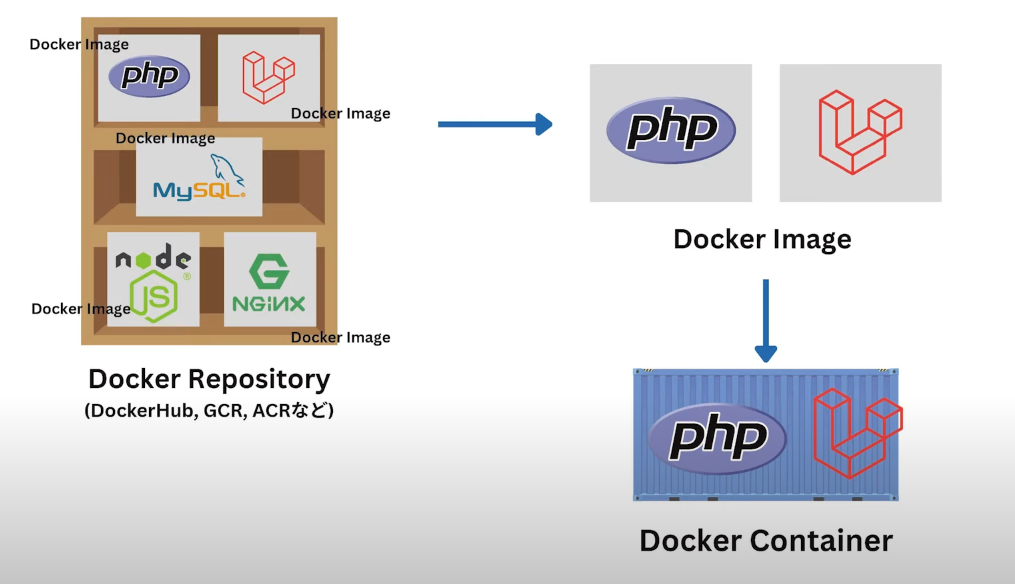 Docker Image
php
Docker Image
Docker Image
MySQL
node
JS
NGINX
Docker Image
Docker Image
Docker Repository
(DockerHub, GCR, ACRなど)
php
Docker Image
php
Docker Container